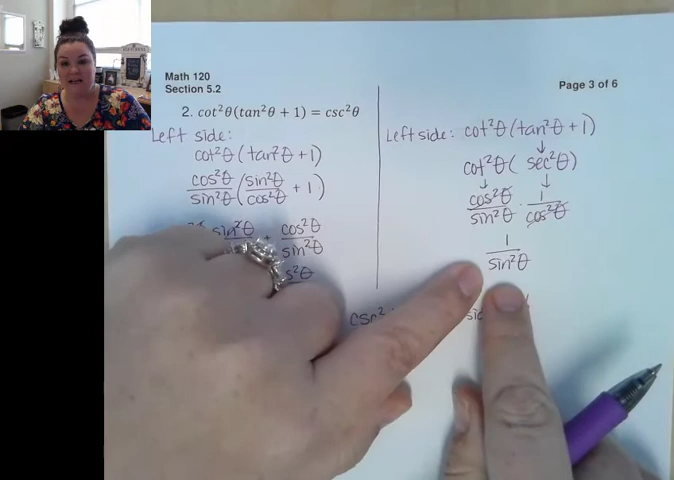 Math 120
Section 5.2
Page 3 of 6
2. cot²θ(tan²θ + 1) = csc²θ
Left side:
cot²θ(tan²θ + 1)
cos²θ/sin²θ (sin²θ/cos²θ + 1)
sin²θ + cos²θ/sin²θ
s²θ
csc²
Left side: cot²θ(tan²θ+1)
cot²θ( sec²θ)
cos²θ/sin²θ · 1/cos²θ
1/sin²θ